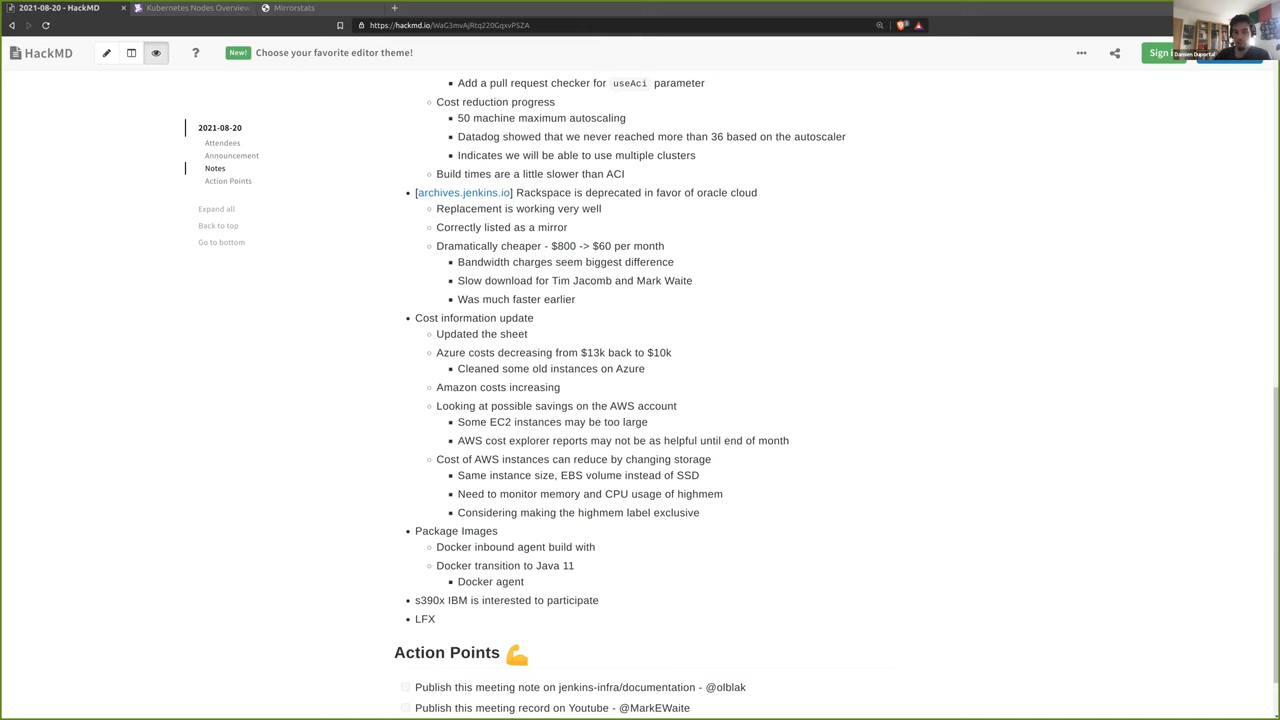 2021-08-20 - HackMD
Kubernetes Nodes Overview
Mirrorstats
https://hackmd.io/WaG3mvAjRtq220GqxvPSZA
HackMD
New!
Choose your favorite editor theme!
Sign
Damien Duportal
2021-08-20
Attendees
Announcement
Notes
Action Points
Expand all
Back to top
Go to bottom
Add a pull request checker for useAci parameter
Cost reduction progress
50 machine maximum autoscaling
Datadog showed that we never reached more than 36 based on the autoscaler
Indicates we will be able to use multiple clusters
Build times are a little slower than ACI
[archives.jenkins.io] Rackspace is deprecated in favor of oracle cloud
Replacement is working very well
Correctly listed as a mirror
Dramatically cheaper - $800 -> $60 per month
Bandwidth charges seem biggest difference
Slow download for Tim Jacomb and Mark Waite
Was much faster earlier
Cost information update
Updated the sheet
Azure costs decreasing from $13k back to $10k
Cleaned some old instances on Azure
Amazon costs increasing
Looking at possible savings on the AWS account
Some EC2 instances may be too large
AWS cost explorer reports may not be as helpful until end of month
Cost of AWS instances can reduce by changing storage
Same instance size, EBS volume instead of SSD
Need to monitor memory and CPU usage of highmem
Considering making the highmem label exclusive
Package Images
Docker inbound agent build with
Docker transition to Java 11
Docker agent
s390x IBM is interested to participate
LFX
Action Points 💪
Publish this meeting note on jenkins-infra/documentation - @olblak
Publish this meeting record on Youtube - @MarkEWaite